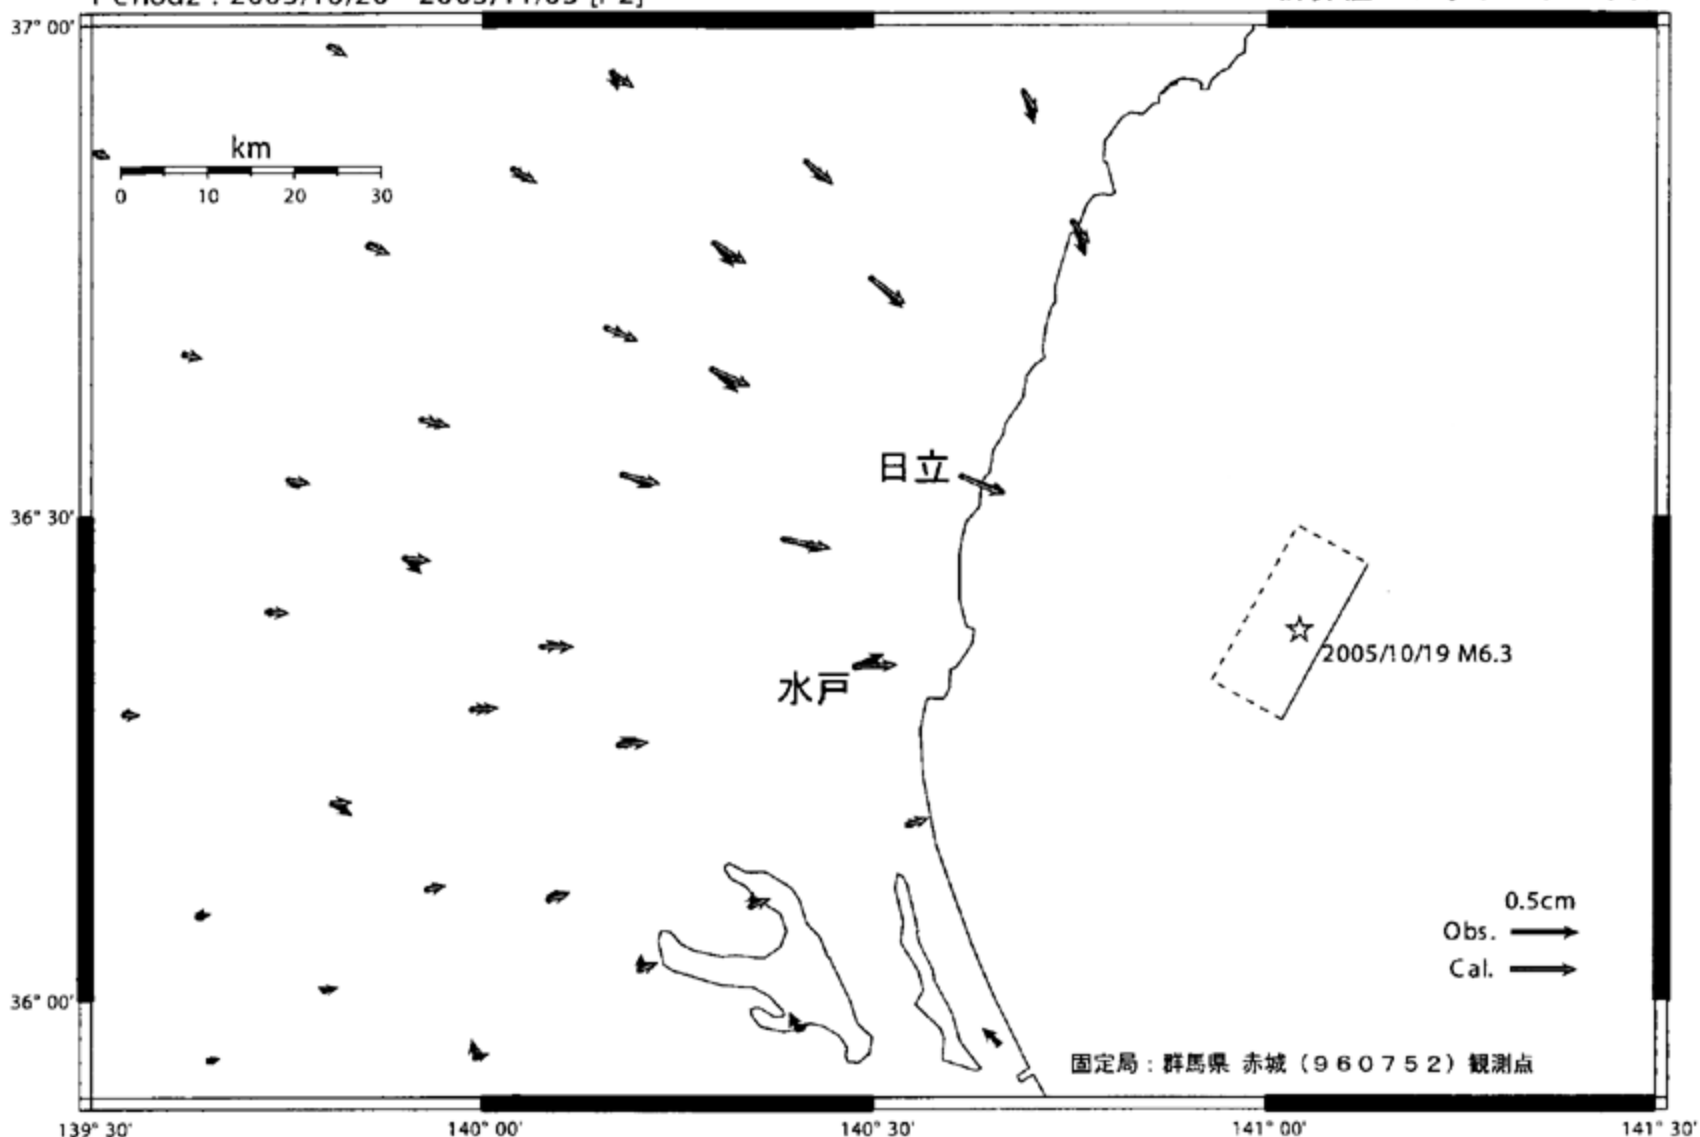 37° 00'
km
0 10 20 30
日立
36° 30'
2005/10/19 M6.3
水戸
0.5cm
Obs.
Cal.
36° 00'
固定局：群馬県 赤城（９６０７５２）観測点
139° 30' 140° 00' 140° 30' 141° 00' 141° 30'